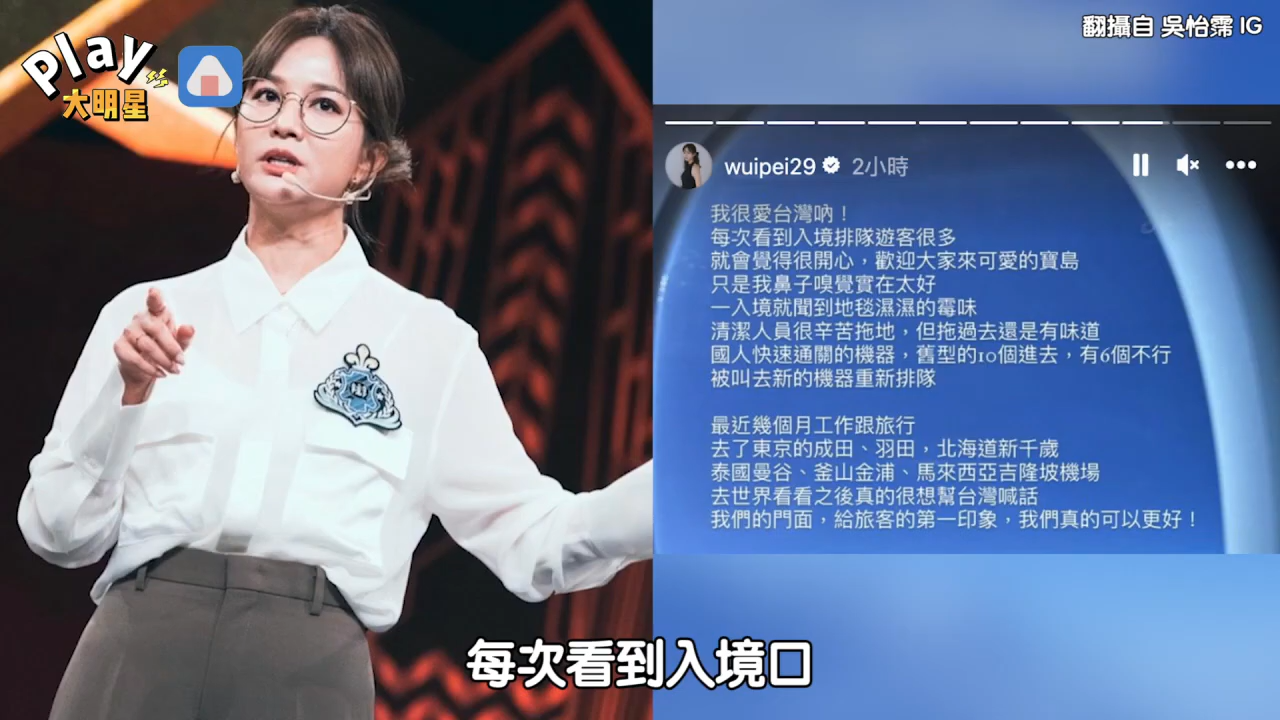 Play
大明星
翻攝自 吳怡霈 IG
wuipei29 2小時
我很愛台灣吶！
每次看到入境排隊遊客很多
就會覺得很開心，歡迎大家來可愛的寶島
只是我鼻子嗅覺實在太好
一入境就聞到地毯濕濕的霉味
清潔人員很辛苦拖地，但拖過去還是有味道
國人快速通關的機器，舊型的10個進去，有6個不行
被叫去新的機器重新排隊
最近幾個月工作跟旅行
去了東京的成田、羽田，北海道新千歲
泰國曼谷、釜山金浦、馬來西亞吉隆坡機場
去世界看看之後真的很想幫台灣喊話
我們的門面，給旅客的第一印象，我們真的可以更好！
每次看到入境口